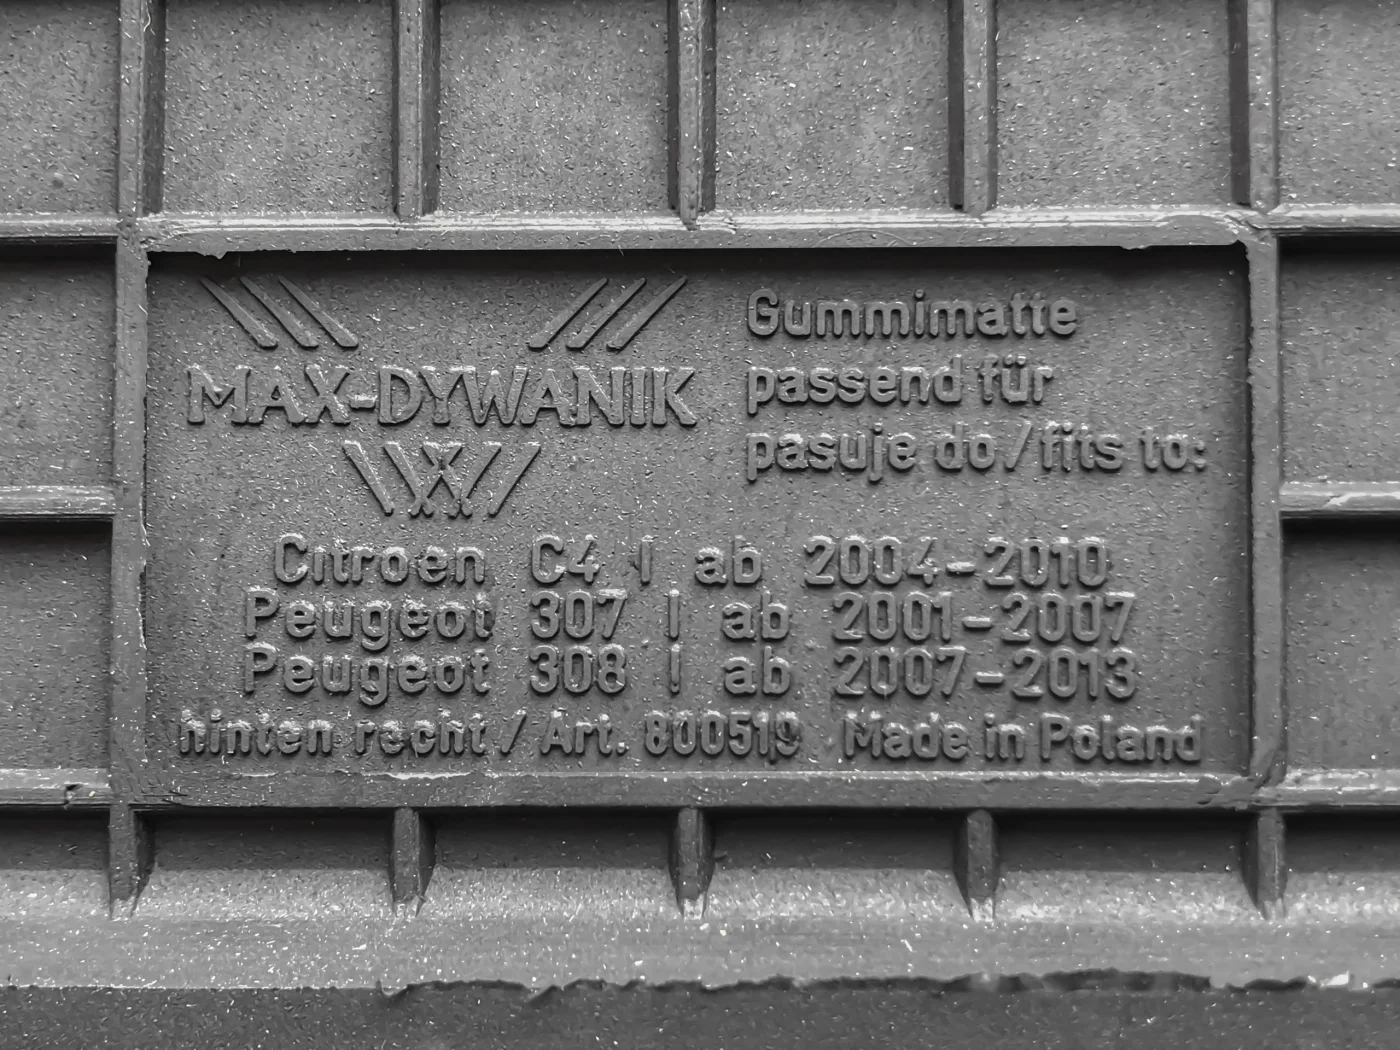 MAX-DYWANIK
Gummimatte
passend für
pasuje do/fits to:
Citroen C4 I ab 2004-2010
Peugeot 307 I ab 2001-2007
Peugeot 308 I ab 2007-2013
hinten recht / Art. 800519 Made in Poland